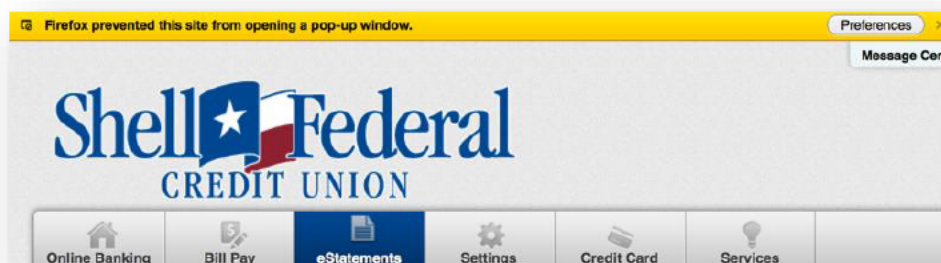 Firefox prevented this site from opening a pop-up window. Preferences
Message Cer
Shell Federal
CREDIT UNION
Online Banking Bill Pay eStatements Settings Credit Card Services